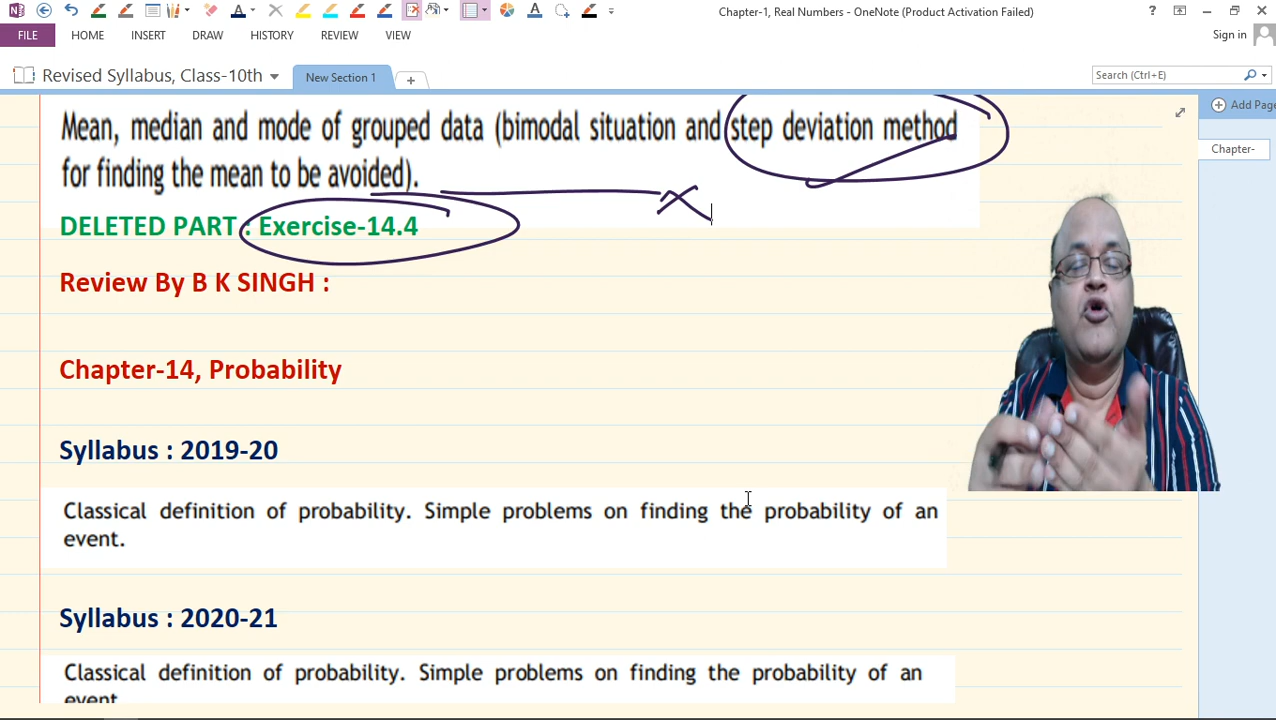 Chapter-1, Real Numbers - OneNote (Product Activation Failed)
FILE HOME INSERT DRAW HISTORY REVIEW VIEW Sign in
Revised Syllabus, Class-10th New Section 1 Search (Ctrl+E)
Add Page
Chapter-
Mean, median and mode of grouped data (bimodal situation and step deviation method
for finding the mean to be avoided).
DELETED PART : Exercise-14.4
Review By B K SINGH :
Chapter-14, Probability
Syllabus : 2019-20
Classical definition of probability. Simple problems on finding the probability of an
event.
Syllabus : 2020-21
Classical definition of probability. Simple problems on finding the probability of an
event